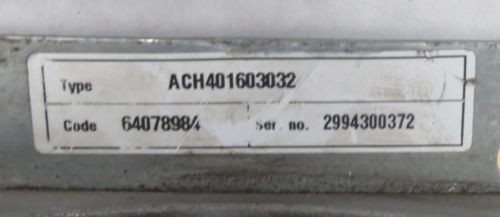 Type ACH401603032
Code 64078984 Ser. no. 2994300372